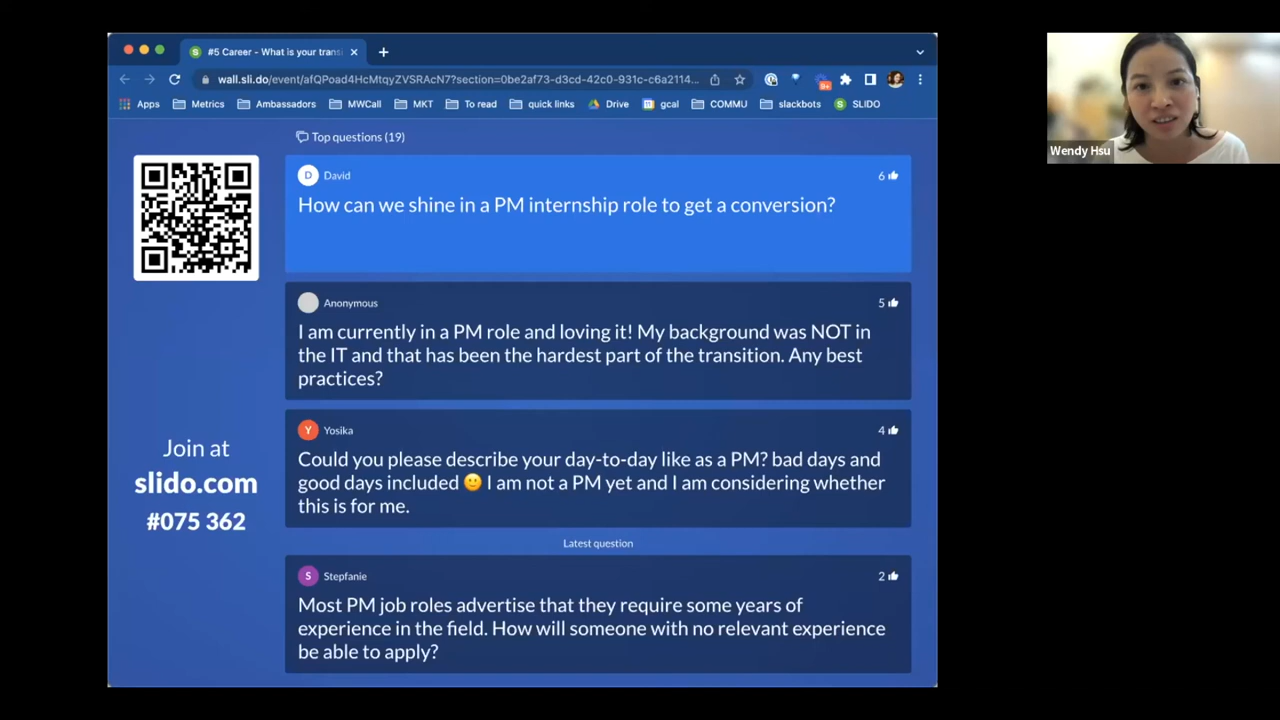 #5 Career - What is your trans
wall.sli.do/event/afQPoad4HcMtqyZVSRAcN7?section=0be2af73-d3cd-42c0-931c-c6a2114...
9+
Apps Metrics Ambassadors MWCall MKT To read quick links Drive gcal COMMU slackbots SLIDO
Top questions (19)
D David 6
How can we shine in a PM internship role to get a conversion?
Anonymous 5
I am currently in a PM role and loving it! My background was NOT in
the IT and that has been the hardest part of the transition. Any best
practices?
Y Yosika 4
Could you please describe your day-to-day like as a PM? bad days and
good days included 🙂 I am not a PM yet and I am considering whether
this is for me.
Latest question
S Stepfanie 2
Most PM job roles advertise that they require some years of
experience in the field. How will someone with no relevant experience
be able to apply?
Join at
slido.com
#075 362
Wendy Hsu